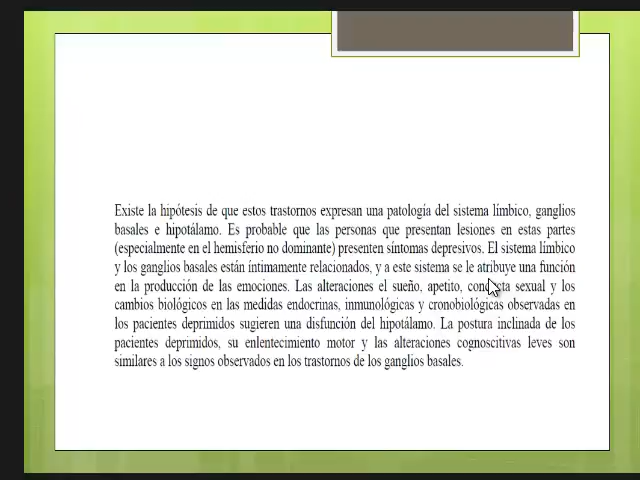 Existe la hipótesis de que estos trastornos expresan una patología del sistema límbico, ganglios
basales e hipotálamo. Es probable que las personas que presentan lesiones en estas partes
(especialmente en el hemisferio no dominante) presenten síntomas depresivos. El sistema límbico
y los ganglios basales están íntimamente relacionados, y a este sistema se le atribuye una función
en la producción de las emociones. Las alteraciones el sueño, apetito, conducta sexual y los
cambios biológicos en las medidas endocrinas, inmunológicas y cronobiológicas observadas en
los pacientes deprimidos sugieren una disfunción del hipotálamo. La postura inclinada de los
pacientes deprimidos, su enlentecimiento motor y las alteraciones cognoscitivas leves son
similares a los signos observados en los trastornos de los ganglios basales.